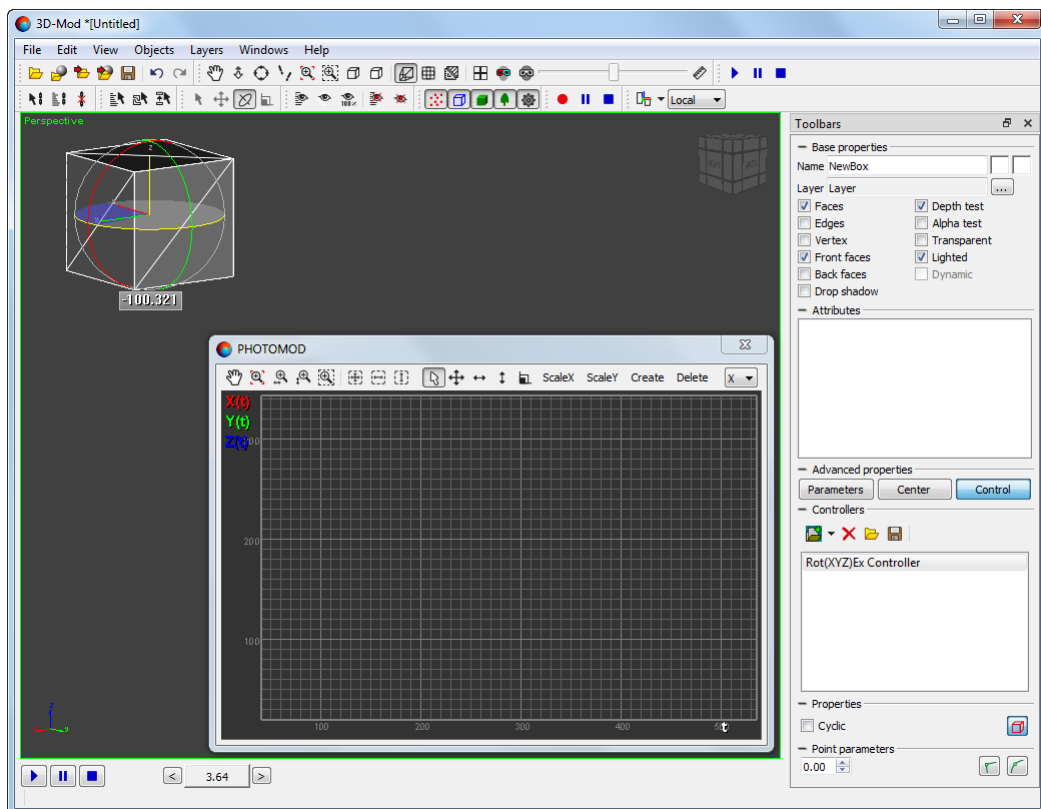 3D-Mod *[Untitled]
File Edit View Objects Layers Windows Help
100%
Local
Perspective
z
-100.321
PHOTOMOD
ScaleX ScaleY Create Delete X
X(t)
Y(t)
Z(t)
200
100
100 200 300 400 t
z
3.64
< >
Toolbars
Base properties
Name NewBox
Layer Layer ...
Faces Depth test
Edges Alpha test
Vertex Transparent
Front faces Lighted
Back faces Dynamic
Drop shadow
Attributes
Advanced properties
Parameters Center Control
Controllers
Rot(XYZ)Ex Controller
Properties
Cyclic
Point parameters
0.00